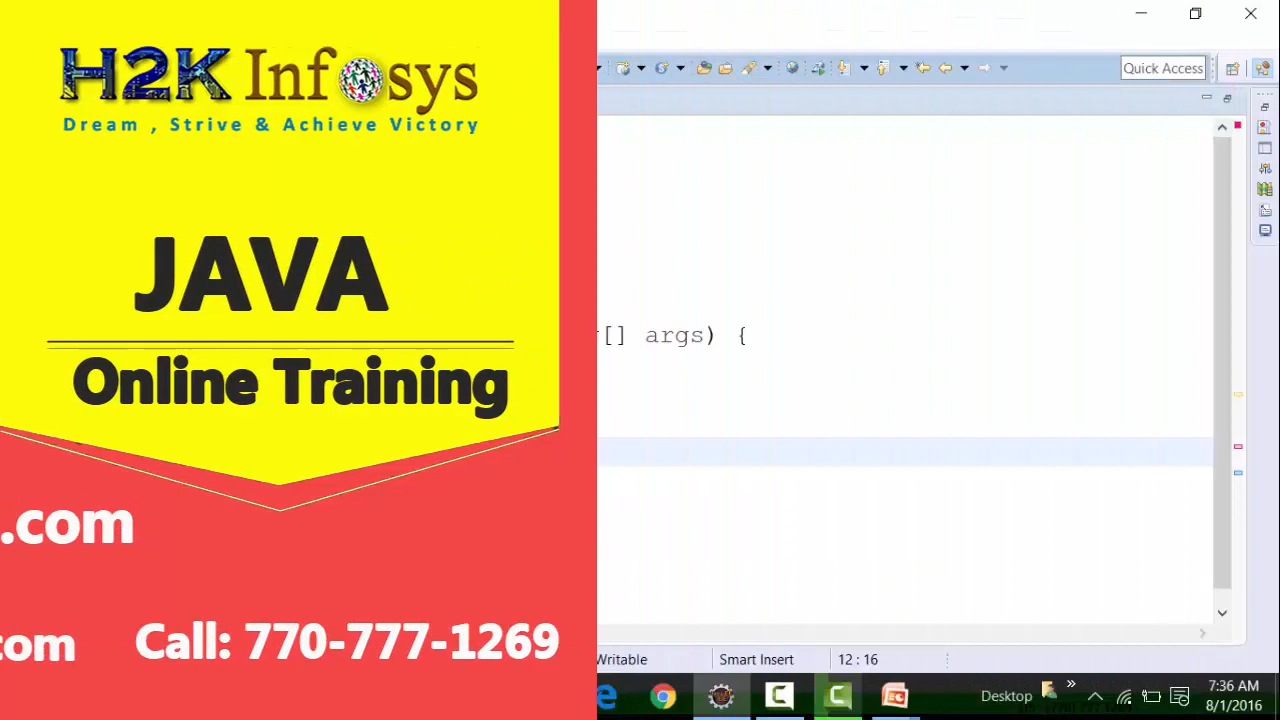 H2K Infosys
Dream , Strive & Achieve Victory
JAVA
Online Training
.com
.com
Call: 770-777-1269
Quick Access
[] args) {
Writable
Smart Insert
12 : 16
Desktop
7:36 AM
8/1/2016